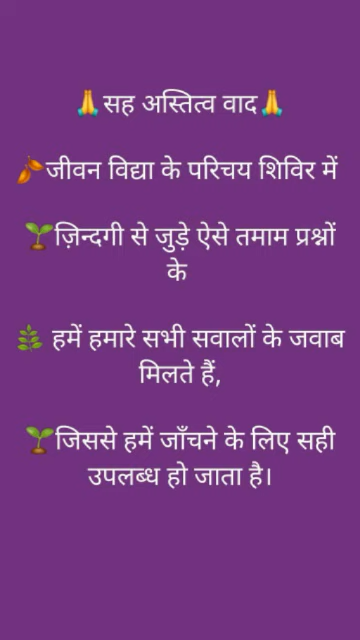 🙏सह अस्तित्व वाद🙏
🫘जीवन विद्या के परिचय शिविर में
🌱ज़िन्दगी से जुड़े ऐसे तमाम प्रश्नों
के
🌿 हमें हमारे सभी सवालों के जवाब
मिलते हैं,
🌱जिससे हमें जाँचने के लिए सही
उपलब्ध हो जाता है।